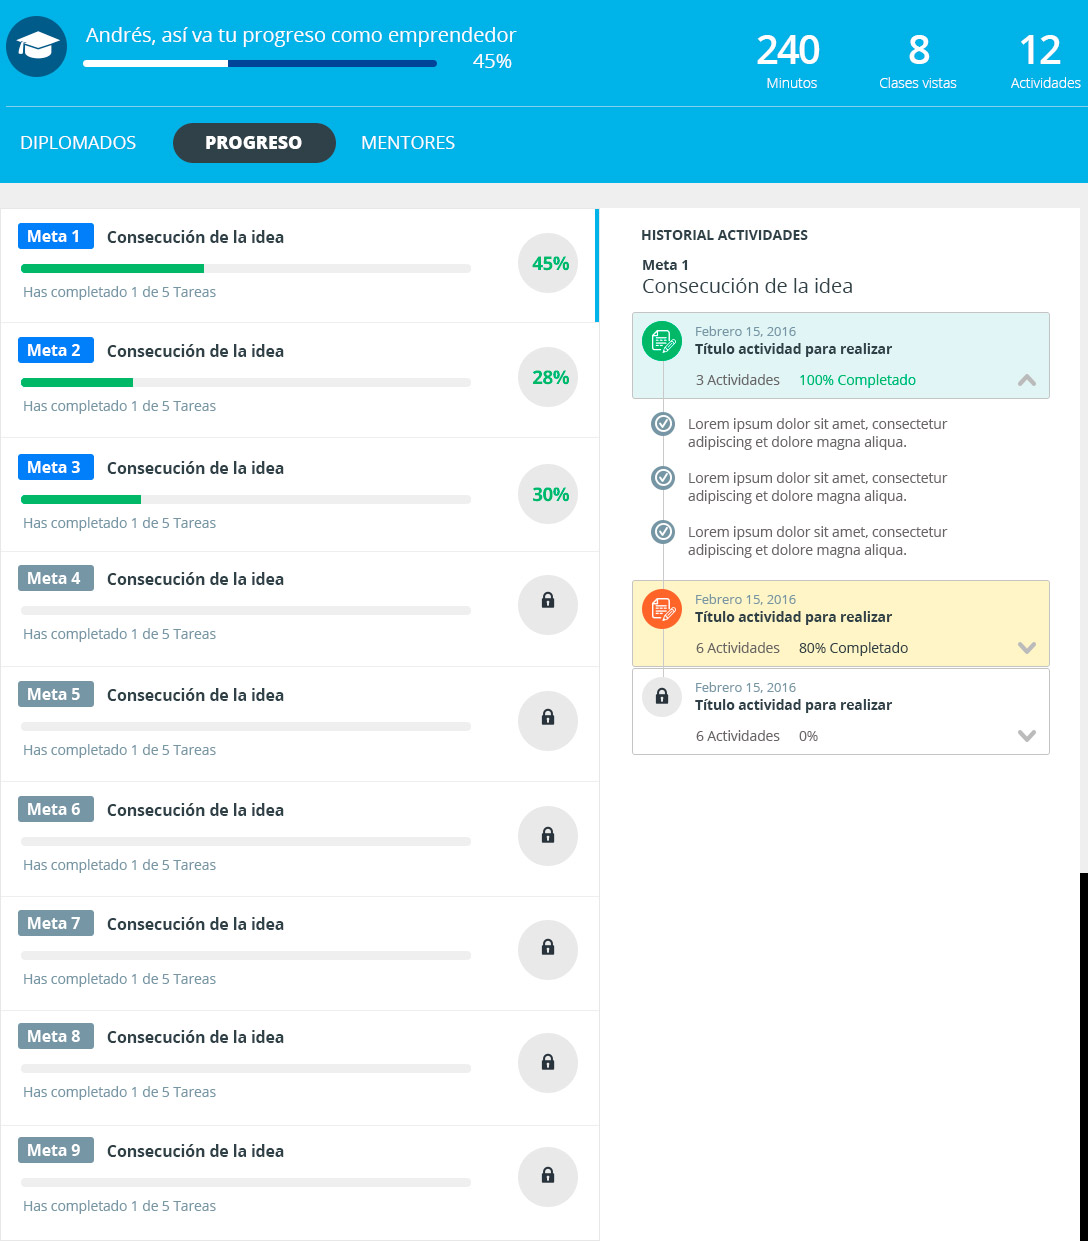 Andrés, así va tu progreso como emprendedor
45%
240
Minutos
8
Clases vistas
12
Actividades
DIPLOMADOS
PROGRESO
MENTORES
Meta 1
Consecución de la idea
45%
Has completado 1 de 5 Tareas
Meta 2
Consecución de la idea
28%
Has completado 1 de 5 Tareas
Meta 3
Consecución de la idea
30%
Has completado 1 de 5 Tareas
Meta 4
Consecución de la idea
Has completado 1 de 5 Tareas
Meta 5
Consecución de la idea
Has completado 1 de 5 Tareas
Meta 6
Consecución de la idea
Has completado 1 de 5 Tareas
Meta 7
Consecución de la idea
Has completado 1 de 5 Tareas
Meta 8
Consecución de la idea
Has completado 1 de 5 Tareas
Meta 9
Consecución de la idea
Has completado 1 de 5 Tareas
HISTORIAL ACTIVIDADES
Meta 1
Consecución de la idea
Febrero 15, 2016
Título actividad para realizar
3 Actividades 100% Completado
Lorem ipsum dolor sit amet, consectetur
adipiscing et dolore magna aliqua.
Lorem ipsum dolor sit amet, consectetur
adipiscing et dolore magna aliqua.
Lorem ipsum dolor sit amet, consectetur
adipiscing et dolore magna aliqua.
Febrero 15, 2016
Título actividad para realizar
6 Actividades 80% Completado
Febrero 15, 2016
Título actividad para realizar
6 Actividades 0%